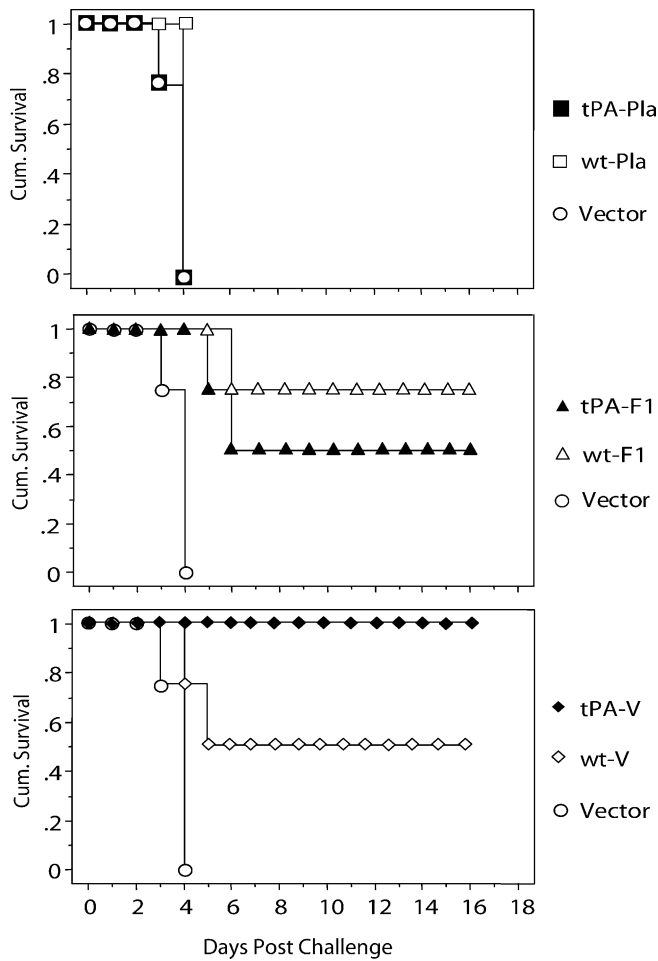 Cum. Survival
1
.8
.6
.4
.2
0
tPA-Pla
wt-Pla
Vector
Cum. Survival
1
.8
.6
.4
.2
0
tPA-F1
wt-F1
Vector
Cum. Survival
1
.8
.6
.4
.2
0
tPA-V
wt-V
Vector
0 2 4 6 8 10 12 14 16 18
Days Post Challenge